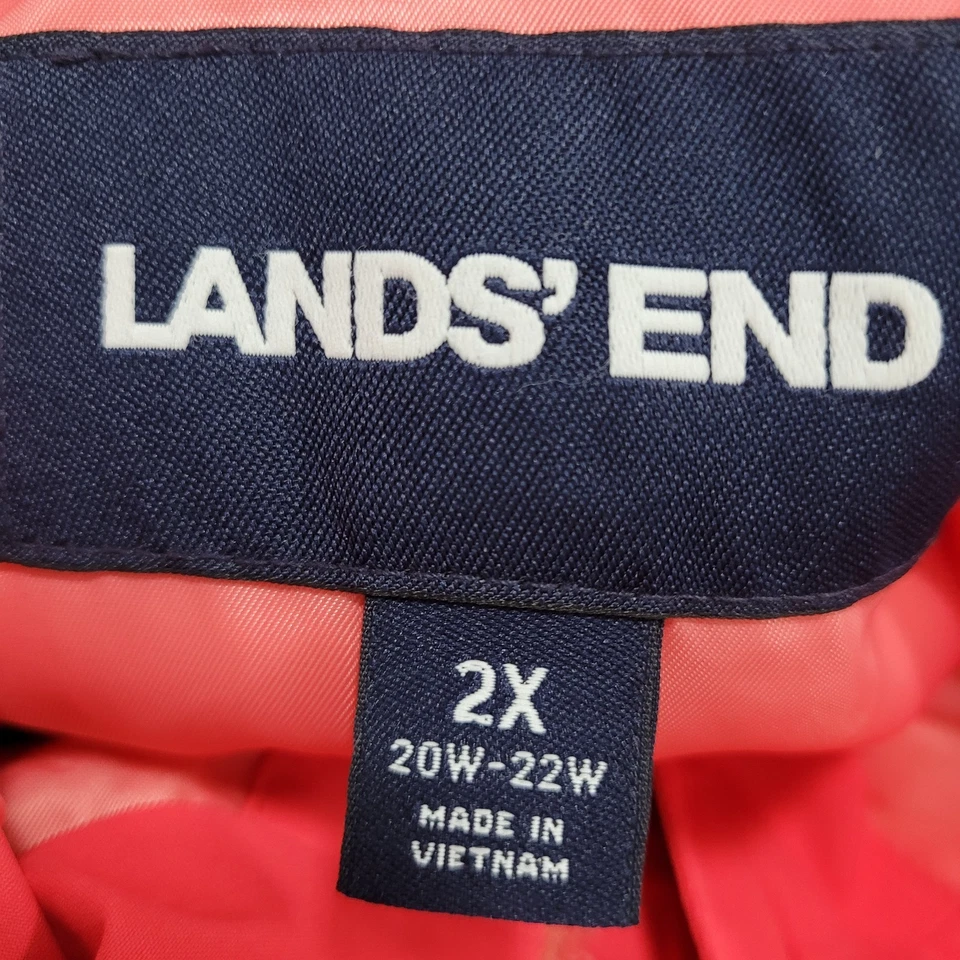 LANDS' END
2X
20W-22W
MADE IN
VIETNAM